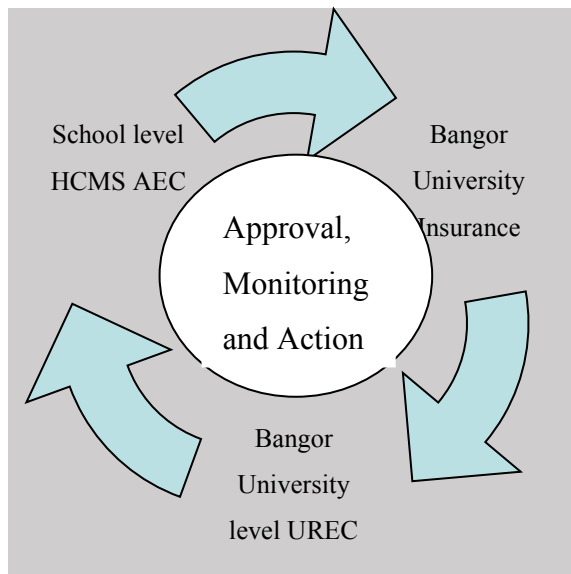 School level
HCMS AEC
Bangor
University
Insurance
Approval,
Monitoring
and Action
Bangor
University
level UREC